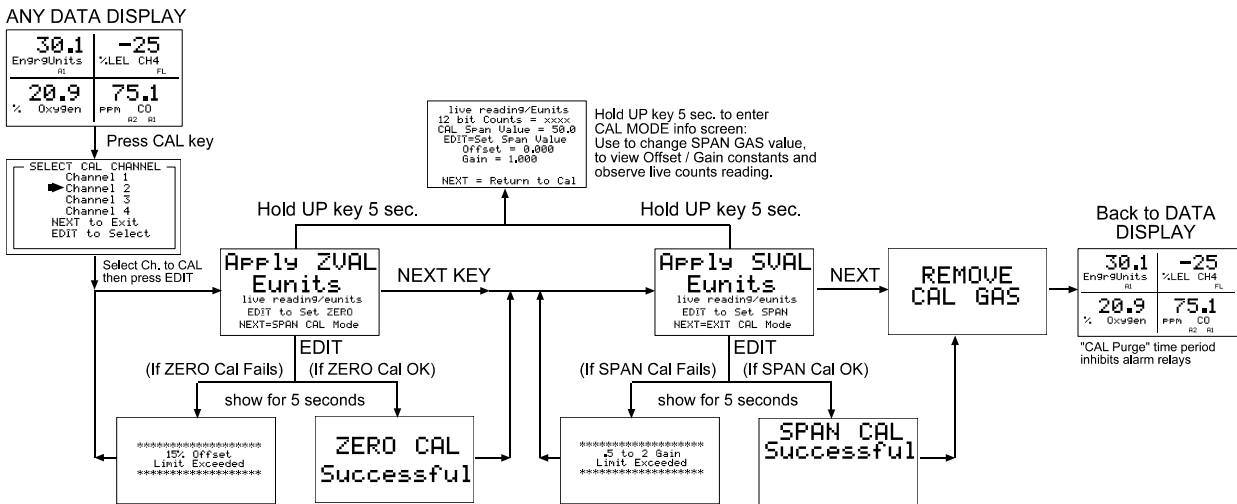 ANY DATA DISPLAY
30.1
EngrgUnits
A1
-25
%LEL CH4
FL
20.9
% Oxygen
75.1
PPM CO
A2 A1
Press CAL key
SELECT CAL CHANNEL
Channel 1
Channel 2
Channel 3
Channel 4
NEXT to Exit
EDIT to Select
Select Ch. to CAL
then press EDIT
live reading/Eunits
12 bit Counts = xxxx
CAL Span Value = 50.0
EDIT=Set Span Value
Offset = 0.000
Gain = 1.000
NEXT = Return to Cal
Hold UP key 5 sec. to enter
CAL MODE info screen:
Use to change SPAN GAS value,
to view Offset / Gain constants and
observe live counts reading.
Hold UP key 5 sec.
Hold UP key 5 sec.
Apply ZVAL
Eunits
live reading/eunits
EDIT to Set ZERO
NEXT=SPAN CAL Mode
NEXT KEY
Apply SVAL
Eunits
live reading/eunits
EDIT to Set SPAN
NEXT=EXIT CAL Mode
NEXT
REMOVE
CAL GAS
Back to DATA
DISPLAY
30.1
EngrgUnits
A1
-25
%LEL CH4
FL
20.9
% Oxygen
75.1
PPM CO
A2 A1
"CAL Purge" time period
inhibits alarm relays
EDIT
(If ZERO Cal Fails)
(If ZERO Cal OK)
show for 5 seconds
*******************
15% Offset
Limit Exceeded
*******************
ZERO CAL
Successful
EDIT
(If SPAN Cal Fails)
(If SPAN Cal OK)
show for 5 seconds
*******************
.5 to 2 Gain
Limit Exceeded
*******************
SPAN CAL
Successful